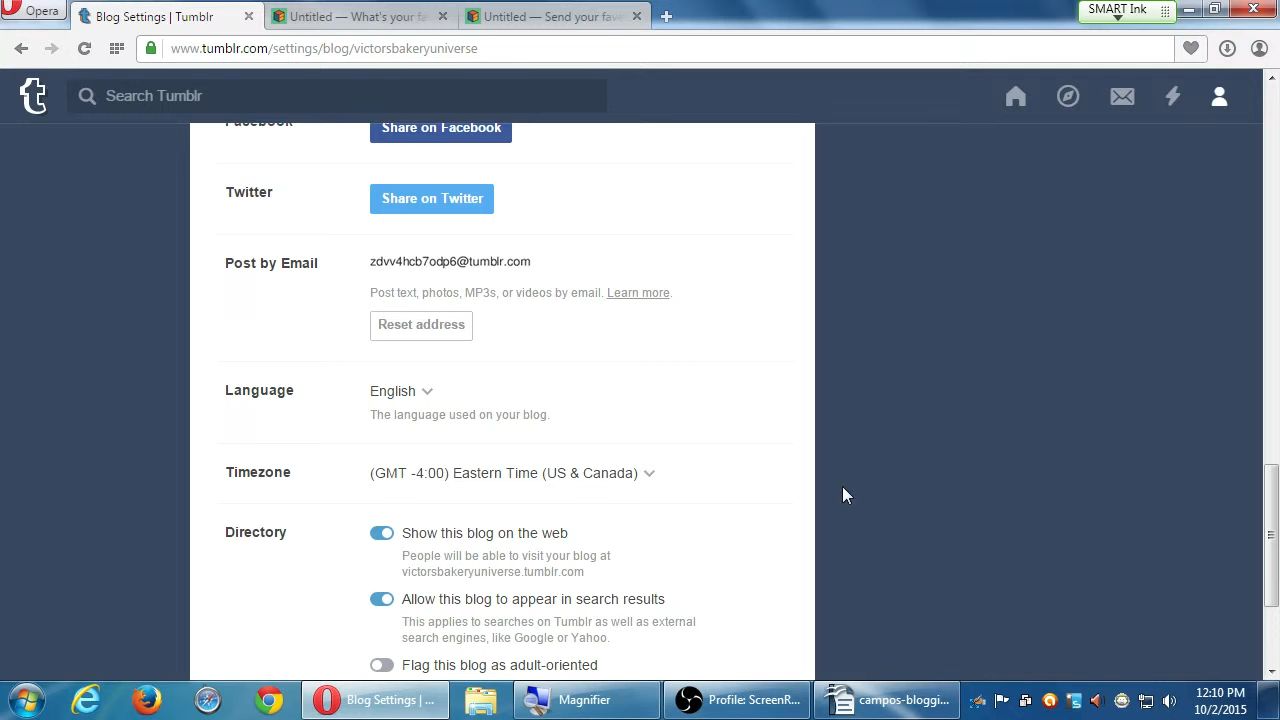 Opera
Blog Settings | Tumblr
Untitled — What's your fa
Untitled — Send your fave
SMART Ink
www.tumblr.com/settings/blog/victorsbakeryuniverse
t
Search Tumblr
Facebook
Share on Facebook
Twitter
Share on Twitter
Post by Email
zdvv4hcb7odp6@tumblr.com
Post text, photos, MP3s, or videos by email. Learn more.
Reset address
Language
English
The language used on your blog.
Timezone
(GMT -4:00) Eastern Time (US & Canada)
Directory
Show this blog on the web
People will be able to visit your blog at
victorsbakeryuniverse.tumblr.com
Allow this blog to appear in search results
This applies to searches on Tumblr as well as external
search engines, like Google or Yahoo.
Flag this blog as adult-oriented
Blog Settings | ...
Magnifier
Profile: ScreenR...
campos-bloggi...
12:10 PM
10/2/2015